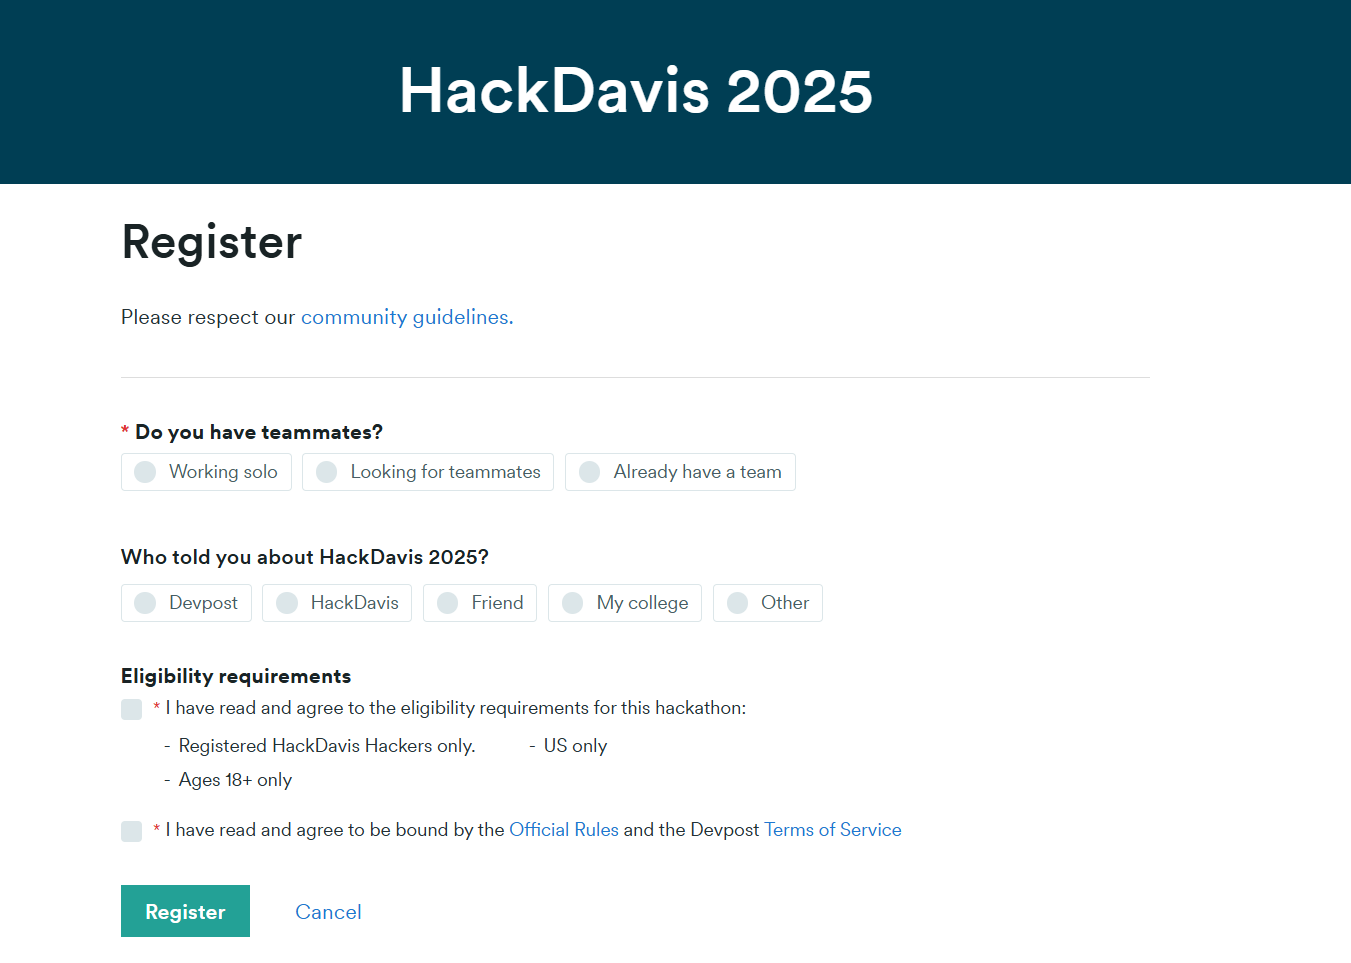 HackDavis 2025
Register
Please respect our community guidelines.
* Do you have teammates?
Working solo Looking for teammates Already have a team
Who told you about HackDavis 2025?
Devpost HackDavis Friend My college Other
Eligibility requirements
* I have read and agree to the eligibility requirements for this hackathon:
- Registered HackDavis Hackers only. - US only
- Ages 18+ only
* I have read and agree to be bound by the Official Rules and the Devpost Terms of Service
Register Cancel